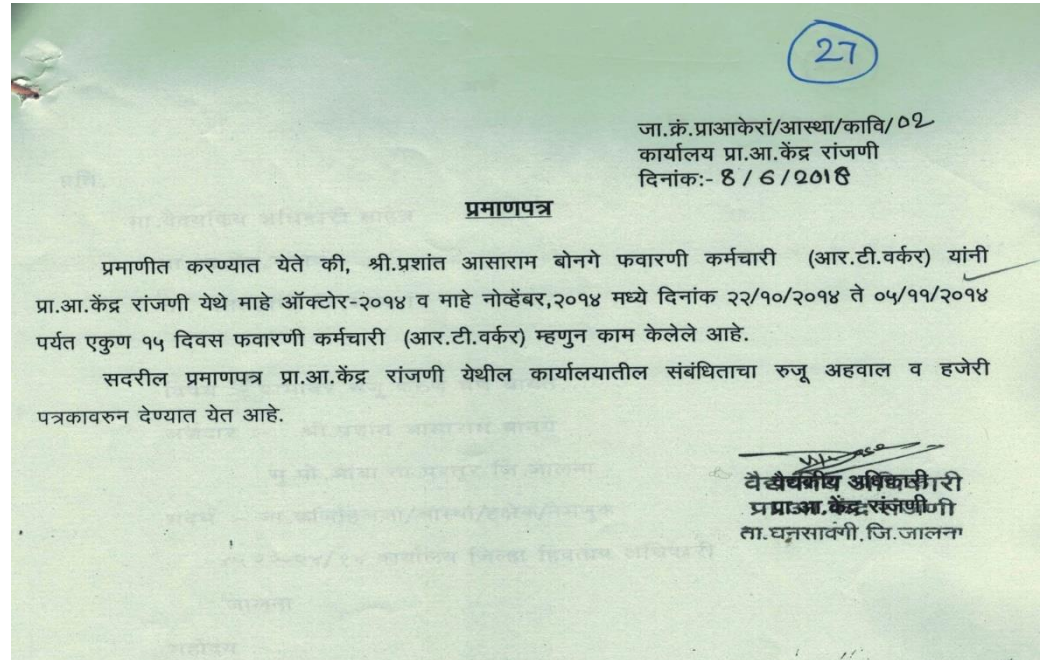 27
जा.क्रं.प्राआकेरां/आस्था/कावि/02
कार्यालय प्रा.आ.केंद्र रांजणी
दिनांक:- 8 / 6 / 2018
प्रमाणपत्र
प्रमाणीत करण्यात येते की, श्री.प्रशांत आसाराम बोनगे फवारणी कर्मचारी (आर.टी.वर्कर) यांनी
प्रा.आ.केंद्र रांजणी येथे माहे ऑक्टोर-२०१४ व माहे नोव्हेंबर,२०१४ मध्ये दिनांक २२/१०/२०१४ ते ०५/११/२०१४
पर्यत एकुण १५ दिवस फवारणी कर्मचारी (आर.टी.वर्कर) म्हणुन काम केलेले आहे.
सदरील प्रमाणपत्र प्रा.आ.केंद्र रांजणी येथील कार्यालयातील संबंधिताचा रुजू अहवाल व हजेरी
पत्रकावरुन देण्यात येत आहे.
वैद्यकीय अधिकारी
प्रा.आ.केंद्र रांजणी
ता.घनसावंगी जि.जालना